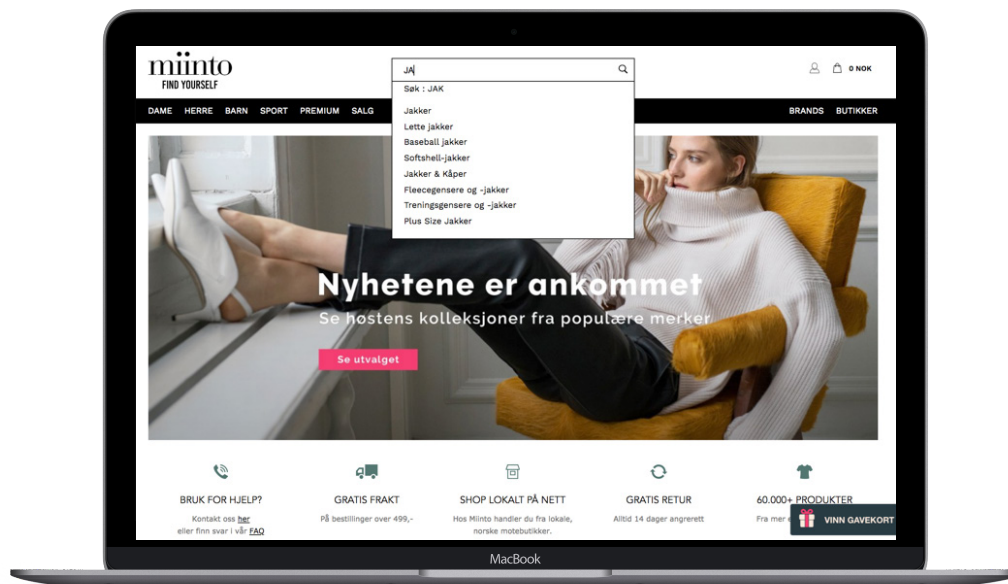 miinto
FIND YOURSELF
JA
Søk : JAK
0 NOK
DAME HERRE BARN SPORT PREMIUM SALG
BRANDS BUTIKKER
Jakker
Lette jakker
Baseball jakker
Softshell-jakker
Jakker & Kåper
Fleecegensere og -jakker
Treningsgensere og -jakker
Plus Size Jakker
Nyhetene er ankommet
Se høstens kolleksjoner fra populære merker
Se utvalget
BRUK FOR HJELP?
Kontakt oss her
eller finn svar i vår FAQ
GRATIS FRAKT
På bestillinger over 499,-
SHOP LOKALT PÅ NETT
Hos Miinto handler du fra lokale,
norske motebutikker.
GRATIS RETUR
Alltid 14 dager angrerett
60.000+ PRODUKTER
Fra mer
VINN GAVEKORT
MacBook